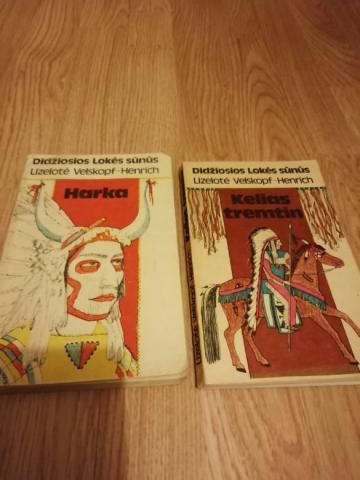 Didžiosios Lokės sūnūs
Lizelotė Velskopf-Henrich
Harka
Didžiosios Lokės sūnūs
Lizelotė Velskopf-Henrich
Kelias
tremtin